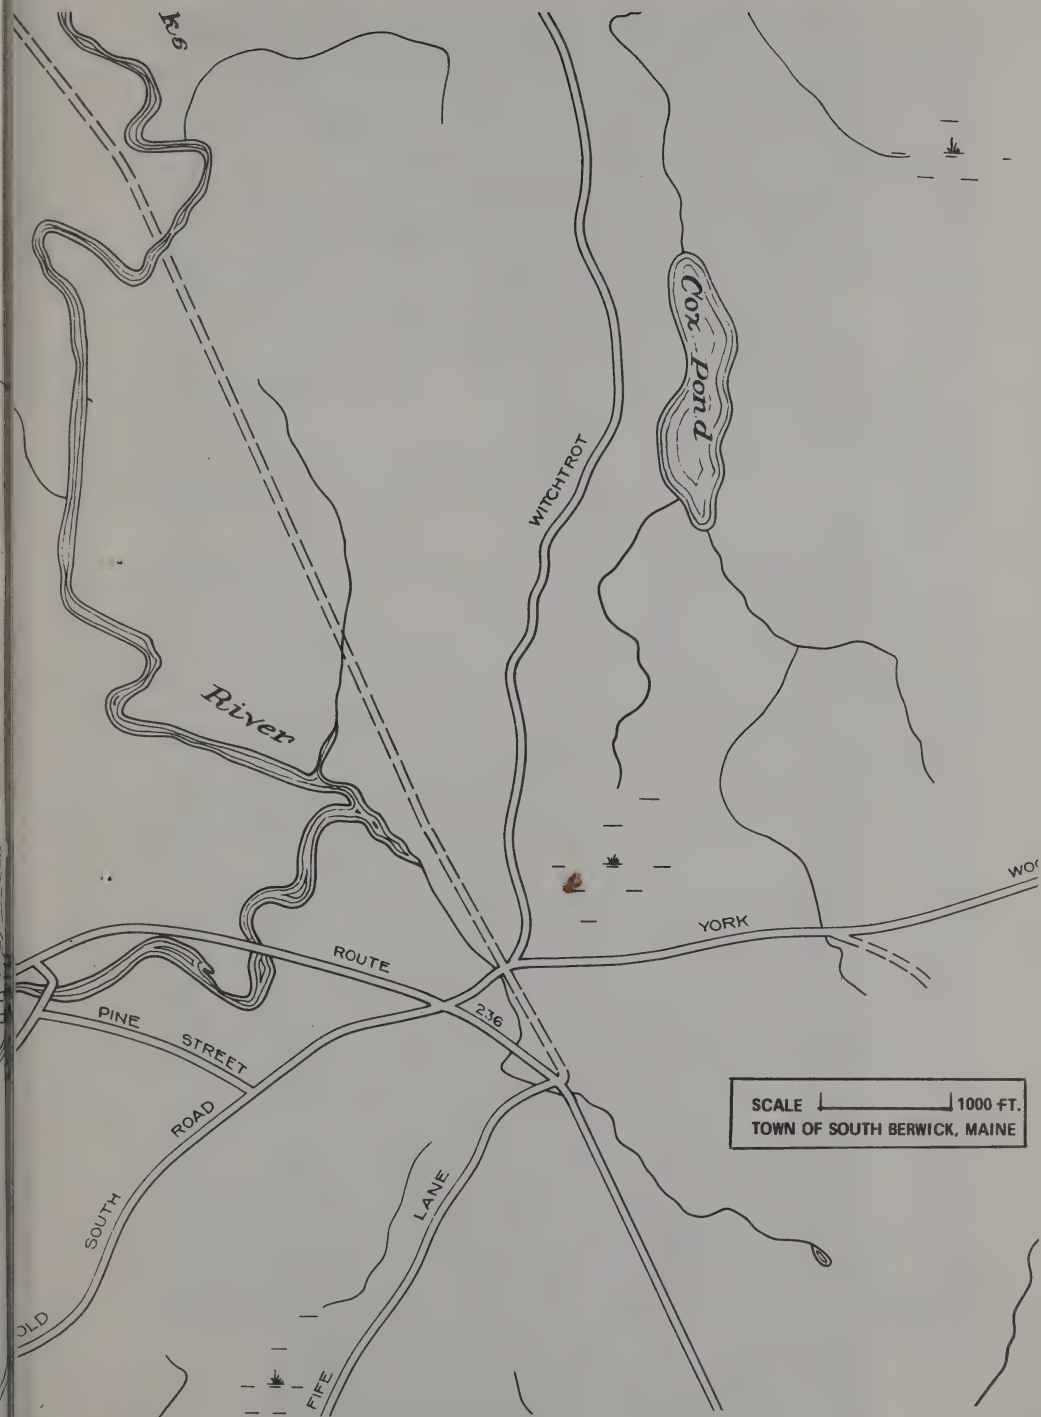 Cox Pond
WITCHTROT
River
YORK
ROUTE
236
PINE STREET
SOUTH ROAD
OLD
FIFE LANE
SCALE 1000 FT.
TOWN OF SOUTH BERWICK, MAINE